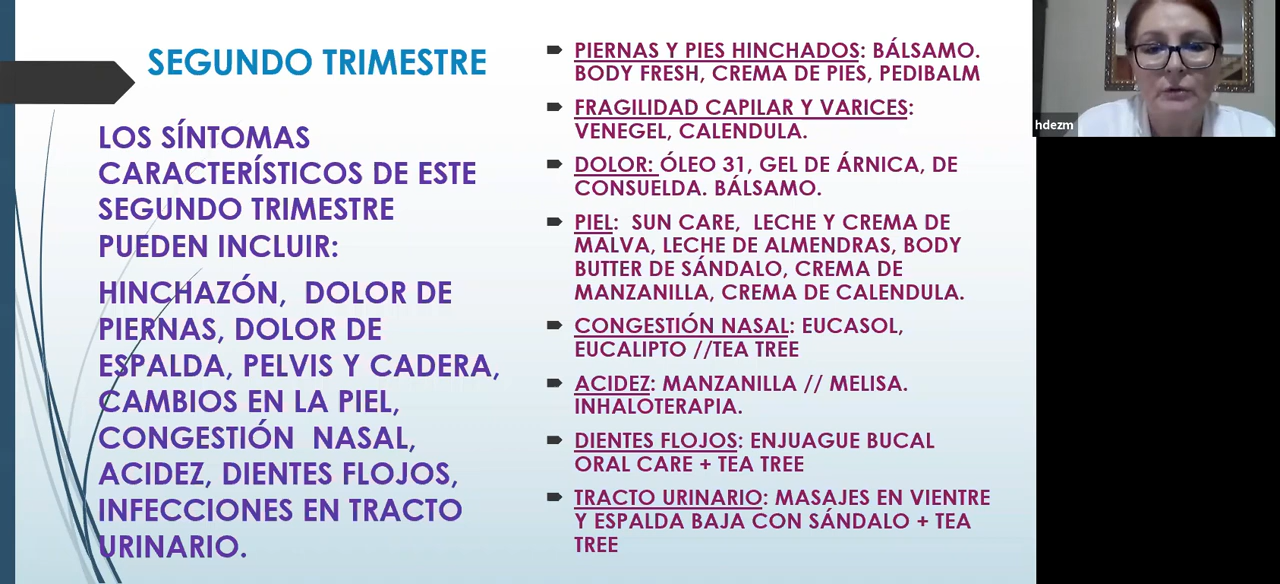 SEGUNDO TRIMESTRE
LOS SÍNTOMAS
CARACTERÍSTICOS DE ESTE
SEGUNDO TRIMESTRE
PUEDEN INCLUIR:
HINCHAZÓN, DOLOR DE
PIERNAS, DOLOR DE
ESPALDA, PELVIS Y CADERA,
CAMBIOS EN LA PIEL,
CONGESTIÓN NASAL,
ACIDEZ, DIENTES FLOJOS,
INFECCIONES EN TRACTO
URINARIO.
PIERNAS Y PIES HINCHADOS: BÁLSAMO.
BODY FRESH, CREMA DE PIES, PEDIBALM
FRAGILIDAD CAPILAR Y VARICES:
VENEGEL, CALENDULA.
DOLOR: ÓLEO 31, GEL DE ÁRNICA, DE
CONSUELDA. BÁLSAMO.
PIEL: SUN CARE, LECHE Y CREMA DE
MALVA, LECHE DE ALMENDRAS, BODY
BUTTER DE SÁNDALO, CREMA DE
MANZANILLA, CREMA DE CALENDULA.
CONGESTIÓN NASAL: EUCASOL,
EUCALIPTO //TEA TREE
ACIDEZ: MANZANILLA // MELISA.
INHALOTERAPIA.
DIENTES FLOJOS: ENJUAGUE BUCAL
ORAL CARE + TEA TREE
TRACTO URINARIO: MASAJES EN VIENTRE
Y ESPALDA BAJA CON SÁNDALO + TEA
TREE
hdezm